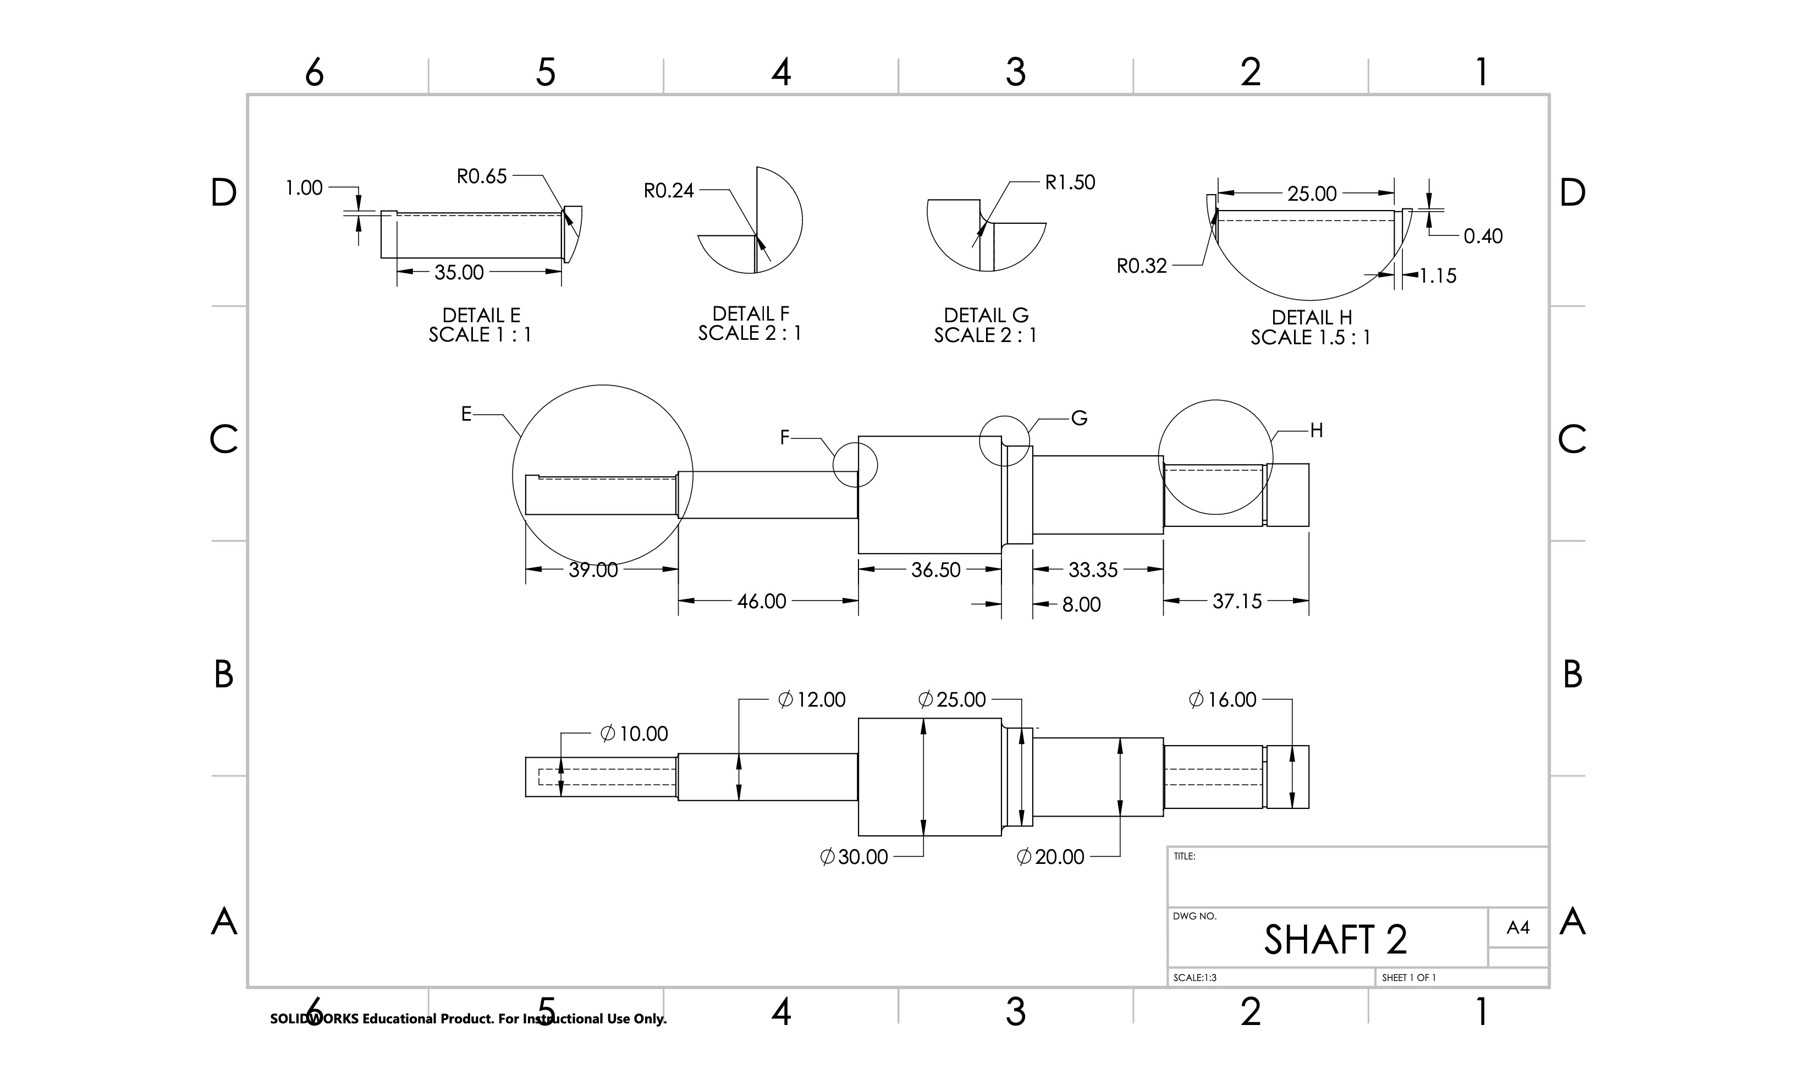 6 5 4 3 2 1
D D
1.00 R0.65 R0.24 R1.50 25.00
R0.32 0.40
35.00 1.15
DETAIL E
SCALE 1 : 1
DETAIL F
SCALE 2 : 1
DETAIL G
SCALE 2 : 1
DETAIL H
SCALE 1.5 : 1
C C
E F G H
39.00 36.50 33.35
46.00 8.00 37.15
B B
∅10.00 ∅12.00 ∅25.00 ∅16.00
∅30.00 ∅20.00
A A
TITLE:
DWG NO.
SHAFT 2
A4
SCALE:1:3
SHEET 1 OF 1
6 5 4 3 2 1
SOLIDWORKS Educational Product. For Instructional Use Only.